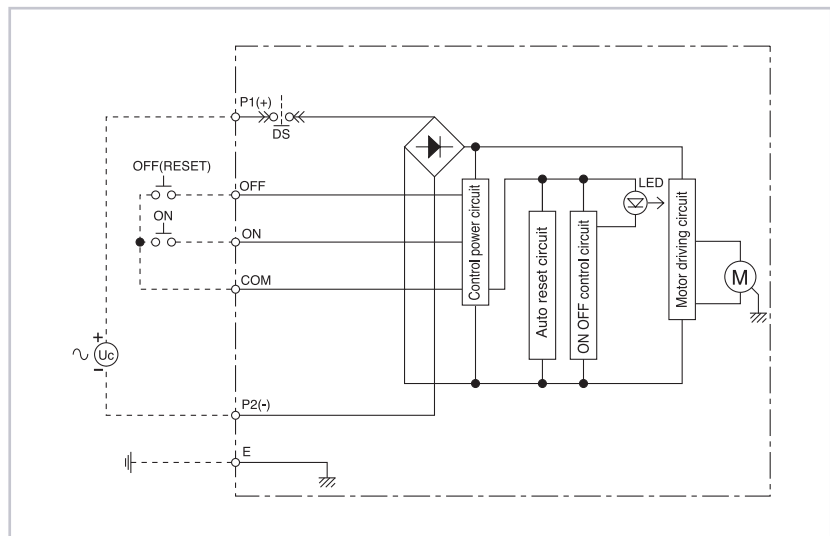 P1(+)
DS
OFF(RESET)
OFF
ON
ON
COM
LED
Control power circuit
Auto reset circuit
ON OFF control circuit
Motor driving circuit
M
+
Uc
-
P2(-)
E